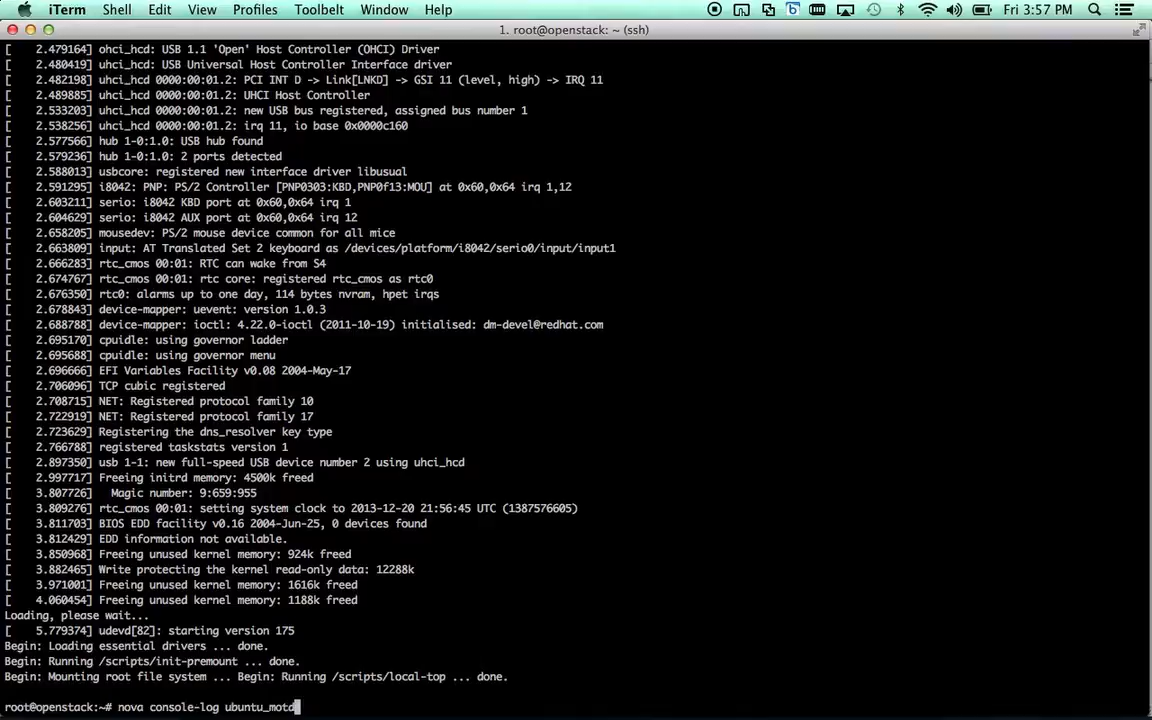 iTerm Shell Edit View Profiles Toolbelt Window Help Fri 3:57 PM
1. root@openstack: ~ (ssh)
[    2.479164] ohci_hcd: USB 1.1 'Open' Host Controller (OHCI) Driver
[    2.480419] uhci_hcd: USB Universal Host Controller Interface driver
[    2.482198] uhci_hcd 0000:00:01.2: PCI INT D -> Link[LNKD] -> GSI 11 (level, high) -> IRQ 11
[    2.489885] uhci_hcd 0000:00:01.2: UHCI Host Controller
[    2.533203] uhci_hcd 0000:00:01.2: new USB bus registered, assigned bus number 1
[    2.538256] uhci_hcd 0000:00:01.2: irq 11, io base 0x0000c160
[    2.577566] hub 1-0:1.0: USB hub found
[    2.579236] hub 1-0:1.0: 2 ports detected
[    2.588013] usbcore: registered new interface driver libusual
[    2.591295] i8042: PNP: PS/2 Controller [PNP0303:KBD,PNP0f13:MOU] at 0x60,0x64 irq 1,12
[    2.603211] serio: i8042 KBD port at 0x60,0x64 irq 1
[    2.604629] serio: i8042 AUX port at 0x60,0x64 irq 12
[    2.658205] mousedev: PS/2 mouse device common for all mice
[    2.663809] input: AT Translated Set 2 keyboard as /devices/platform/i8042/serio0/input/input1
[    2.666283] rtc_cmos 00:01: RTC can wake from S4
[    2.674767] rtc_cmos 00:01: rtc core: registered rtc_cmos as rtc0
[    2.676350] rtc0: alarms up to one day, 114 bytes nvram, hpet irqs
[    2.678843] device-mapper: uevent: version 1.0.3
[    2.688788] device-mapper: ioctl: 4.22.0-ioctl (2011-10-19) initialised: dm-devel@redhat.com
[    2.695170] cpuidle: using governor ladder
[    2.695688] cpuidle: using governor menu
[    2.696666] EFI Variables Facility v0.08 2004-May-17
[    2.706096] TCP cubic registered
[    2.708715] NET: Registered protocol family 10
[    2.722919] NET: Registered protocol family 17
[    2.723629] Registering the dns_resolver key type
[    2.766788] registered taskstats version 1
[    2.897350] usb 1-1: new full-speed USB device number 2 using uhci_hcd
[    2.997717] Freeing initrd memory: 4500k freed
[    3.807726]   Magic number: 9:659:955
[    3.809276] rtc_cmos 00:01: setting system clock to 2013-12-20 21:56:45 UTC (1387576605)
[    3.811703] BIOS EDD facility v0.16 2004-Jun-25, 0 devices found
[    3.812429] EDD information not available.
[    3.850968] Freeing unused kernel memory: 924k freed
[    3.882465] Write protecting the kernel read-only data: 12288k
[    3.971001] Freeing unused kernel memory: 1616k freed
[    4.060454] Freeing unused kernel memory: 1188k freed
Loading, please wait...
[    5.779374] udevd[82]: starting version 175
Begin: Loading essential drivers ... done.
Begin: Running /scripts/init-premount ... done.
Begin: Mounting root file system ... Begin: Running /scripts/local-top ... done.
root@openstack:~# nova console-log ubuntu_motd